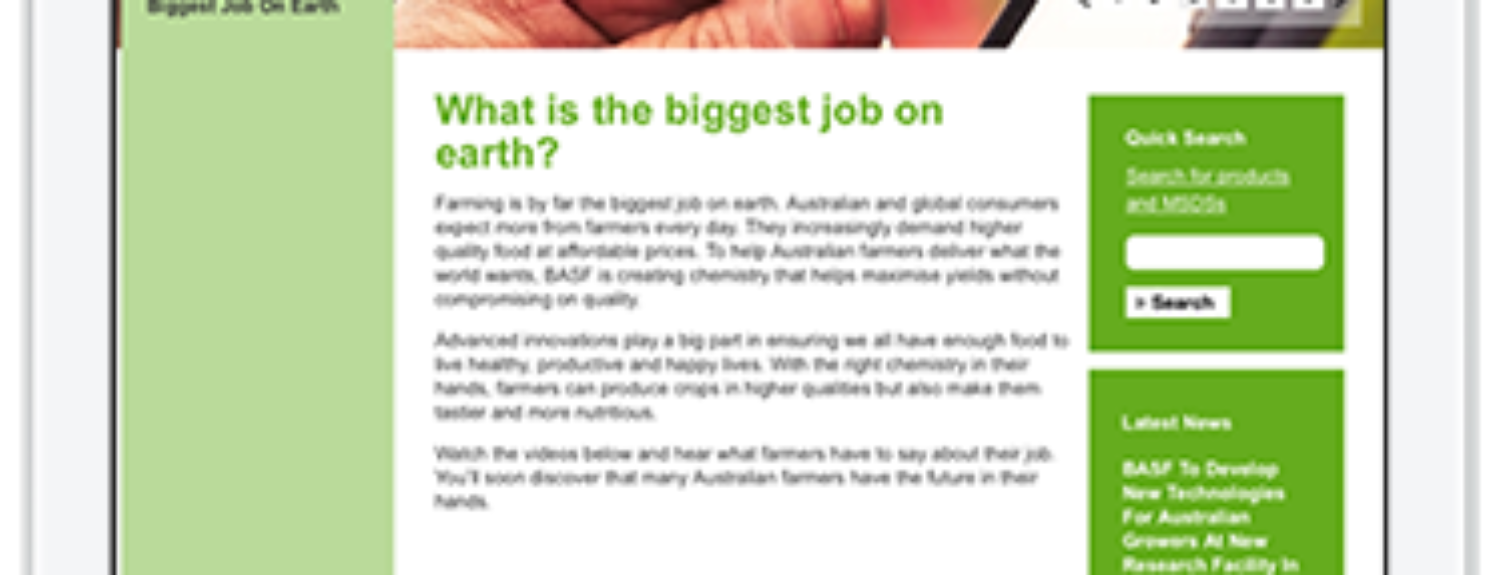 Biggest Job On Earth
What is the biggest job on
earth?
Farming is by far the biggest job on earth. Australian and global consumers
expect more from farmers every day. They increasingly demand higher
quality food at affordable prices. To help Australian farmers deliver what the
world wants, BASF is creating chemistry that helps maximise yields without
compromising on quality.
Advanced innovations play a big part in ensuring we all have enough food to
live healthy, productive and happy lives. With the right chemistry in their
hands, farmers can produce crops in higher qualities but also make them
tastier and more nutritious.
Watch the videos below and hear what farmers have to say about their job.
You'll soon discover that many Australian farmers have the future in their
hands.
Quick Search
Search for products
and MSDSs
> Search
Latest News
BASF To Develop
New Technologies
For Australian
Growers At New
Research Facility In